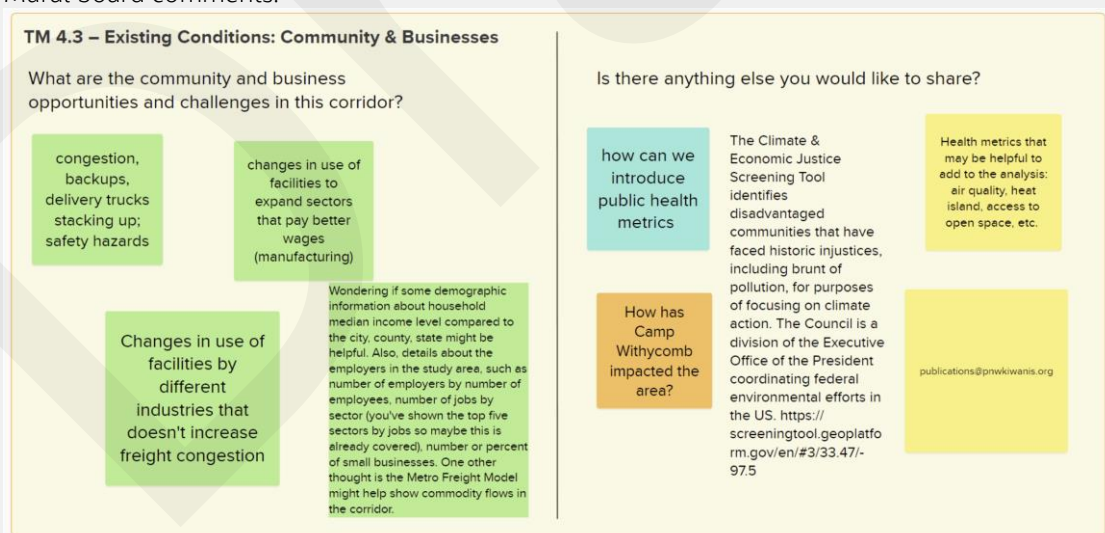 Mural board comments:
TM 4.3 – Existing Conditions: Community & Businesses
What are the community and business
opportunities and challenges in this corridor?
congestion,
backups,
delivery trucks
stacking up;
safety hazards
changes in use of
facilities to
expand sectors
that pay better
wages
(manufacturing)
Changes in use of
facilities by
different
industries that
doesn't increase
freight congestion
Wondering if some demographic
information about household
median income level compared to
the city, county, state might be
helpful. Also, details about the
employers in the study area, such as
number of employers by number of
employees, number of jobs by
sector (you've shown the top five
sectors by jobs so maybe this is
already covered), number or percent
of small businesses. One other
thought is the Metro Freight Model
might help show commodity flows in
the corridor.
Is there anything else you would like to share?
how can we
introduce
public health
metrics
The Climate &
Economic Justice
Screening Tool
identifies
disadvantaged
communities that have
faced historic injustices,
including brunt of
pollution, for purposes
of focusing on climate
action. The Council is a
division of the Executive
Office of the President
coordinating federal
environmental efforts in
the US. https://
screeningtool.geoplatfo
rm.gov/en/#3/33.47/-
97.5
Health metrics that
may be helpful to
add to the analysis:
air quality, heat
island, access to
open space, etc.
How has
Camp
Withycomb
impacted the
area?
publications@pnwkiwanis.org